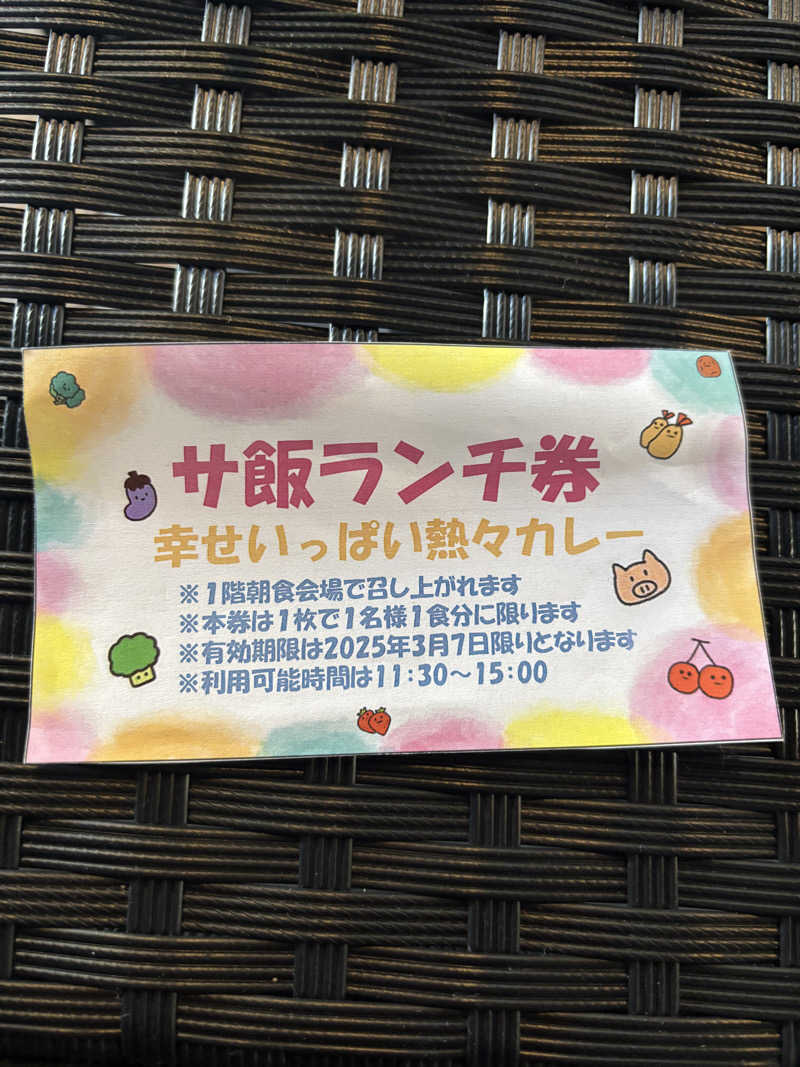 サ飯ランチ券
幸せいっぱい熱々カレー
※1階朝食会場で召し上がれます
※本券は1枚で1名様1食分に限ります
※有効期限は2025年3月7日限りとなります
※利用可能時間は11:30～15:00